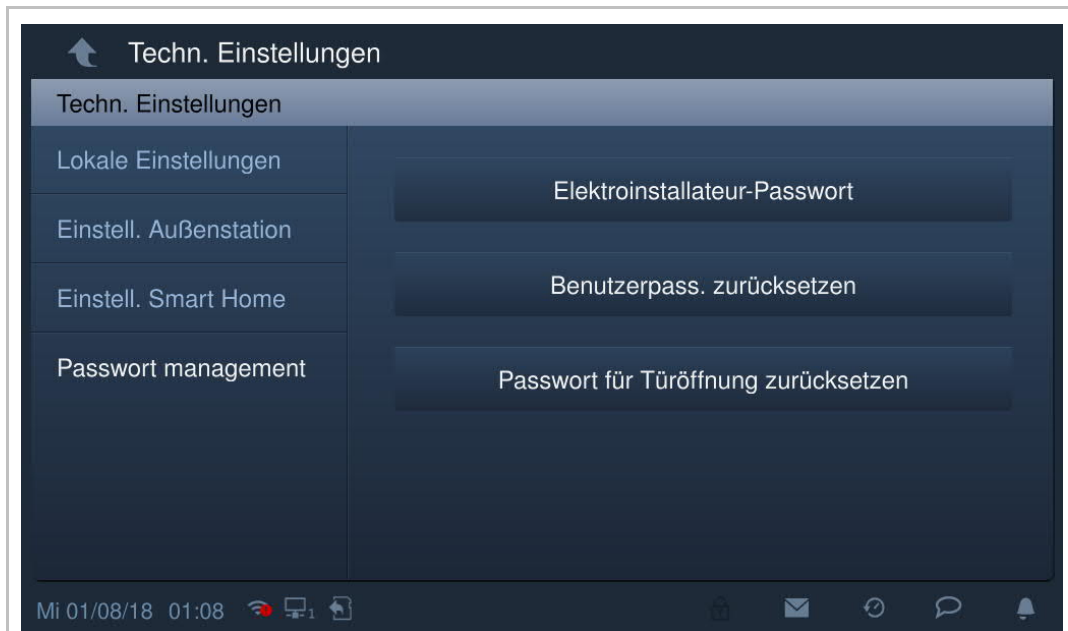 Techn. Einstellungen
Techn. Einstellungen
Lokale Einstellungen
Einstell. Außenstation
Einstell. Smart Home
Passwort management
Elektroinstallateur-Passwort
Benutzerpass. zurücksetzen
Passwort für Türöffnung zurücksetzen
Mi 01/08/18 01:08 1